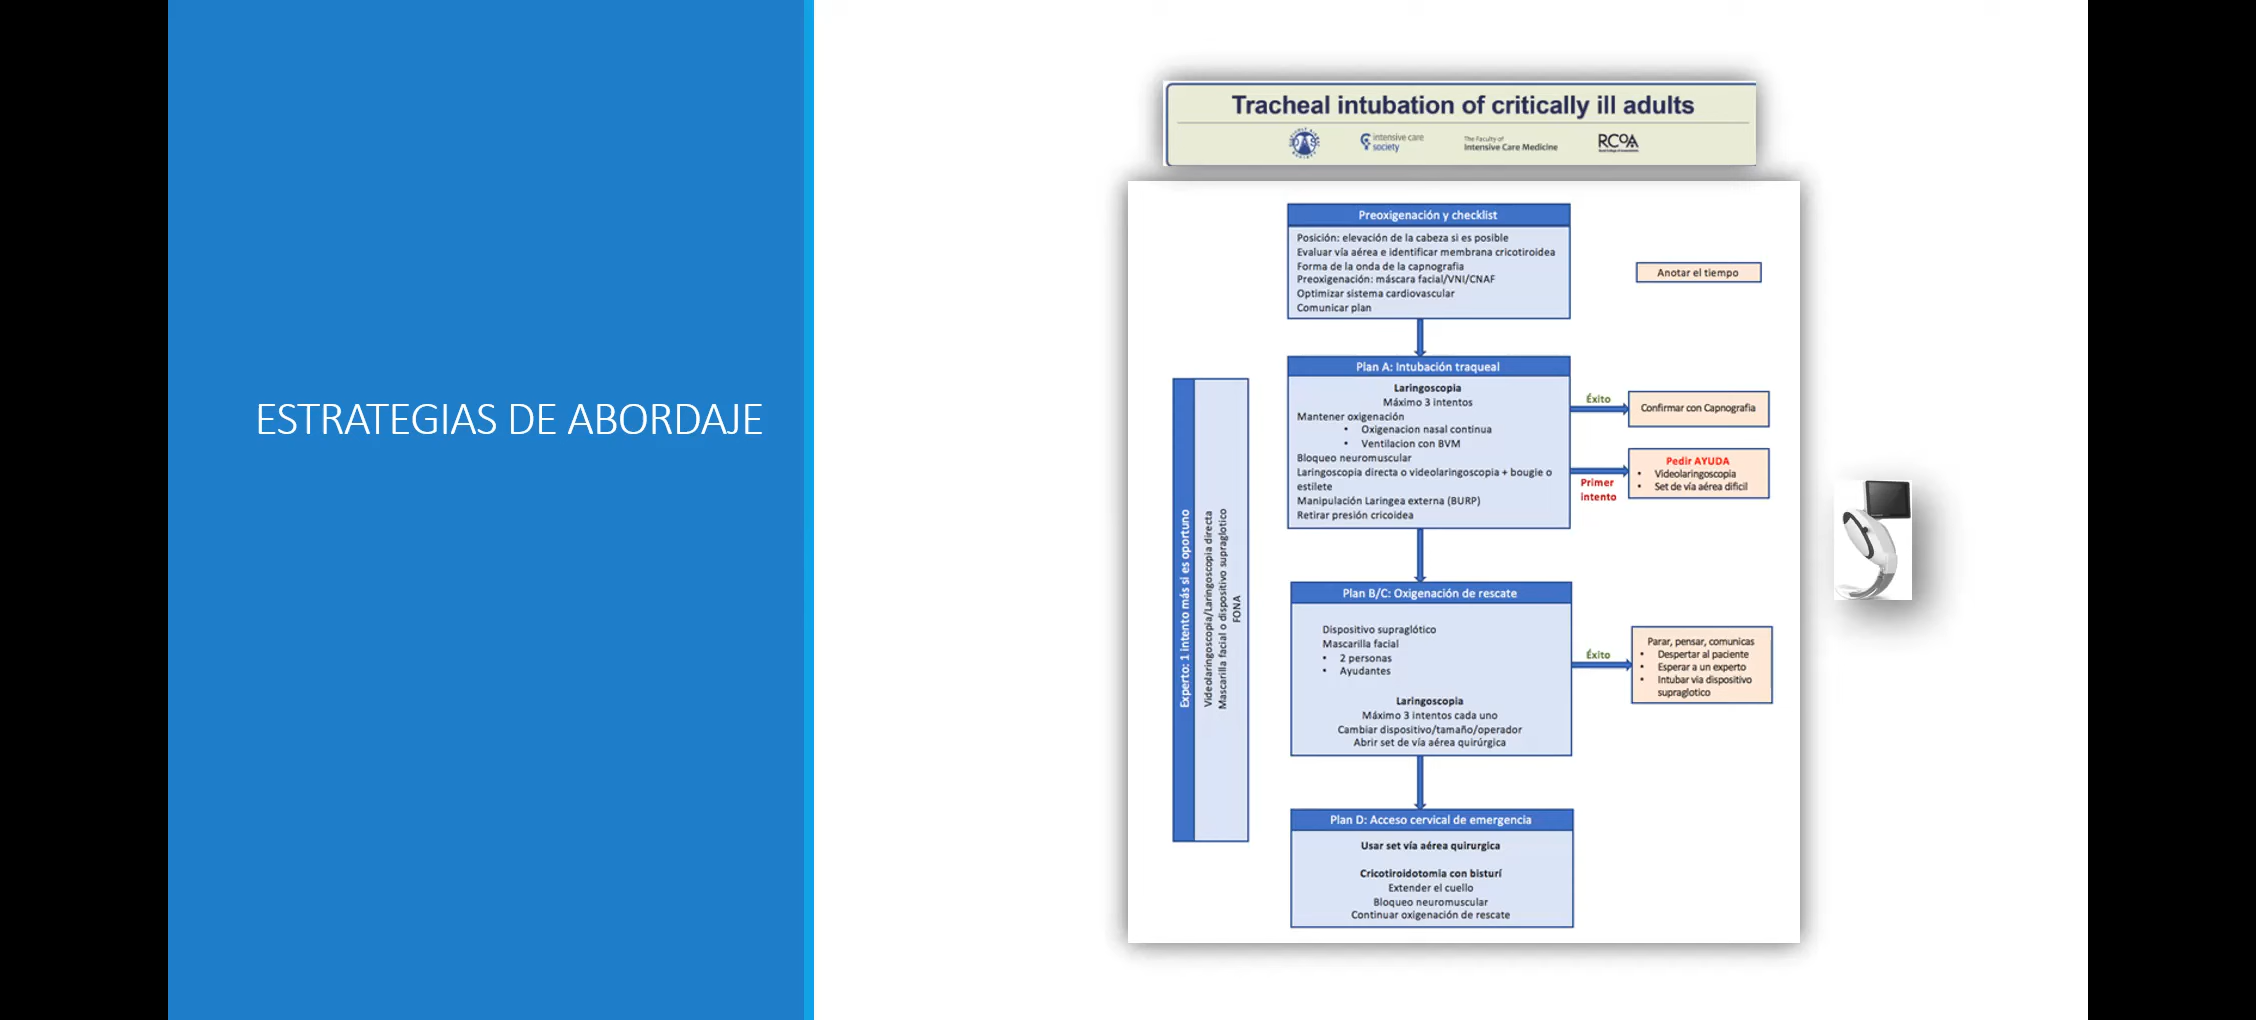 ESTRATEGIAS DE ABORDAJE
Tracheal intubation of critically ill adults
intensive care
society
The Faculty of
Intensive Care Medicine
RCOA
Preoxigenación y checklist
Posición: elevación de la cabeza si es posible
Evaluar vía aérea e identificar membrana cricotiroidea
Forma de la onda de la capnografia
Preoxigenación: máscara facial/VNI/CNAF
Optimizar sistema cardiovascular
Comunicar plan
Anotar el tiempo
Plan A: Intubación traqueal
Laringoscopia
Máximo 3 intentos
Mantener oxigenación
• Oxigenacion nasal continua
• Ventilacion con BVM
Bloqueo neuromuscular
Laringoscopia directa o videolaringoscopia + bougie o
estilete
Manipulación Laringea externa (BURP)
Retirar presión cricoidea
Éxito
Confirmar con Capnografia
Primer
intento
Pedir AYUDA
• Videolaringoscopia
• Set de vía aérea dificil
Experto: 1 intento más si es oportuno
Videolaringoscopia/Laringoscopia directa
Mascarilla facial o dispositivo supraglotico
FONA
Plan B/C: Oxigenación de rescate
Dispositivo supraglótico
Mascarilla facial
• 2 personas
• Ayudantes
Laringoscopia
Máximo 3 intentos cada uno
Cambiar dispositivo/tamaño/operador
Abrir set de vía aérea quirúrgica
Éxito
Parar, pensar, comunicas
• Despertar al paciente
• Esperar a un experto
• Intubar via dispositivo
supraglotico
Plan D: Acceso cervical de emergencia
Usar set vía aérea quirurgica
Cricotiroidotomia con bisturí
Extender el cuello
Bloqueo neuromuscular
Continuar oxigenación de rescate